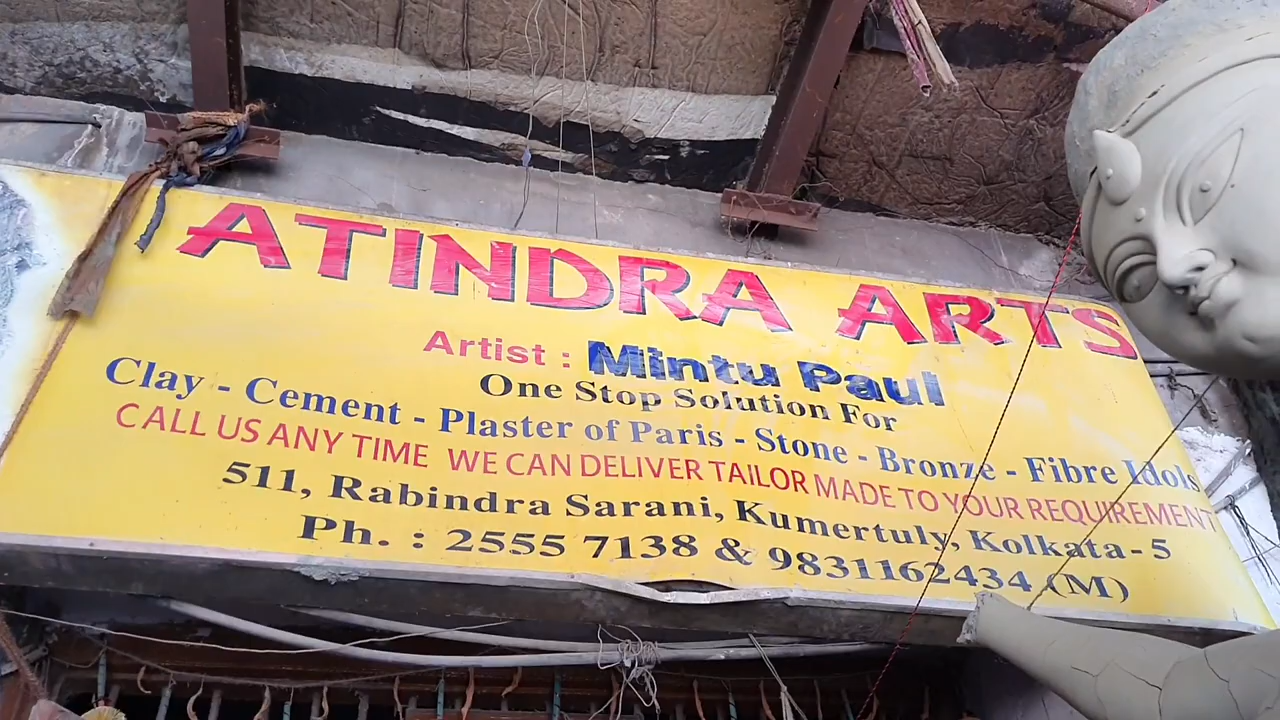 ATINDRA ARTS
Artist : Mintu Paul
One Stop Solution For
Clay - Cement - Plaster of Paris - Stone - Bronze - Fibre Idols
CALL US ANY TIME WE CAN DELIVER TAILOR MADE TO YOUR REQUIREMENT
511, Rabindra Sarani, Kumertuly, Kolkata - 5
Ph. : 2555 7138 & 9831162434 (M)